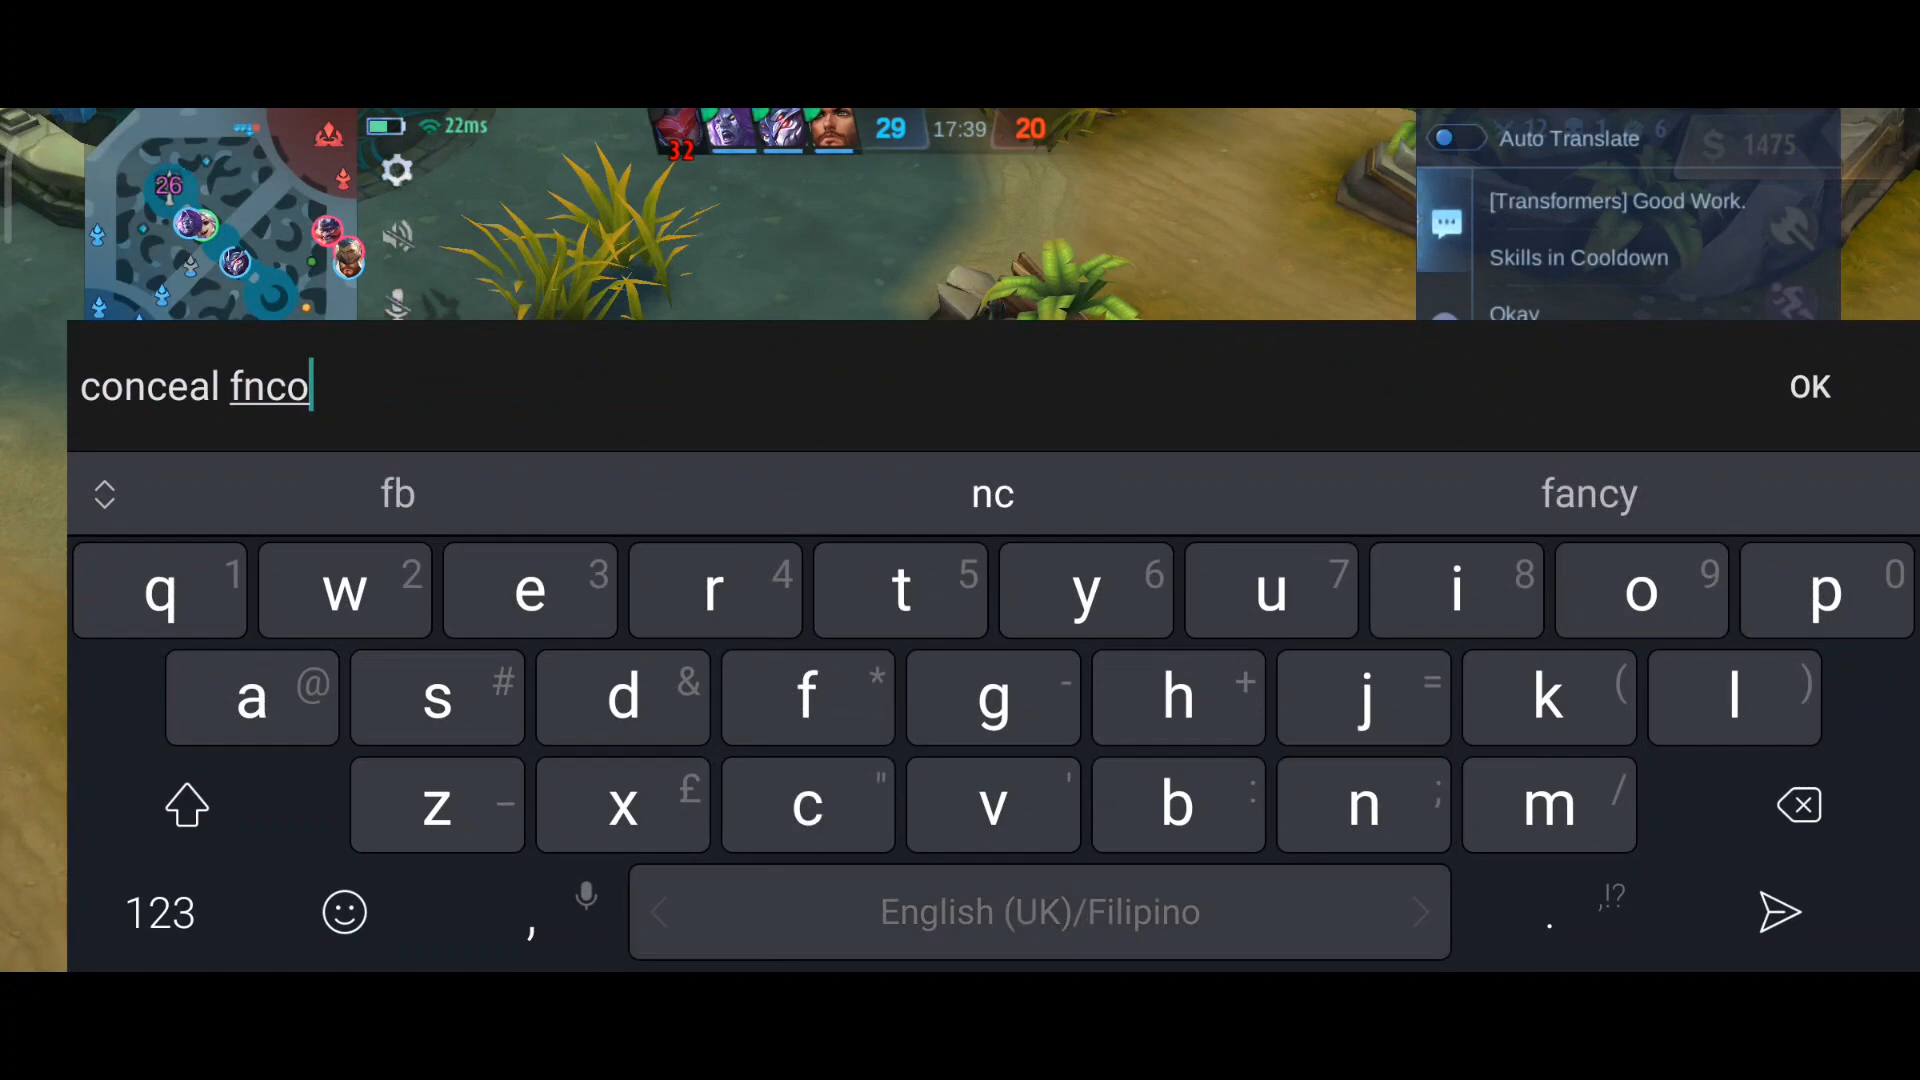 22ms
32
29 17:39 20
26
Auto Translate
1475
[Transformers] Good Work.
Skills in Cooldown
Okay
conceal fnco
OK
fb nc fancy
q 1 w 2 e 3 r 4 t 5 y 6 u 7 i 8 o 9 p 0
a @ s # d & f * g - h + j = k ( l )
z _ x £ c " v ' b : n ; m /
123 , English (UK)/Filipino . ,!?